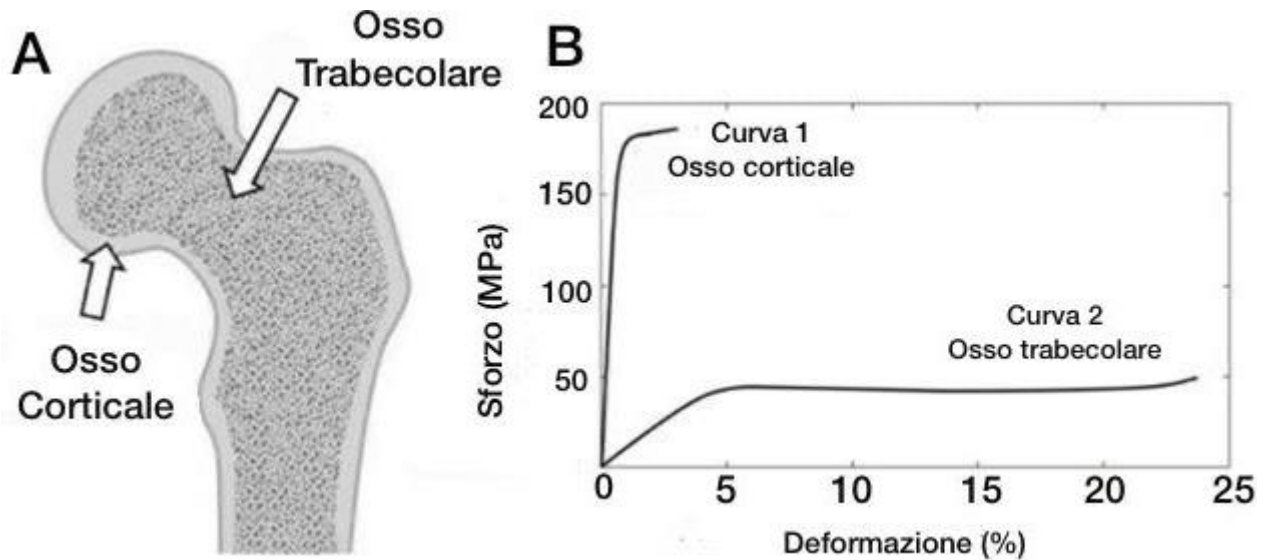 A
Osso
Trabecolare
Osso
Corticale
B
200
150
100
50
0
5
10
15
20
25
Sforzo (MPa)
Deformazione (%)
Curva 1
Osso corticale
Curva 2
Osso trabecolare